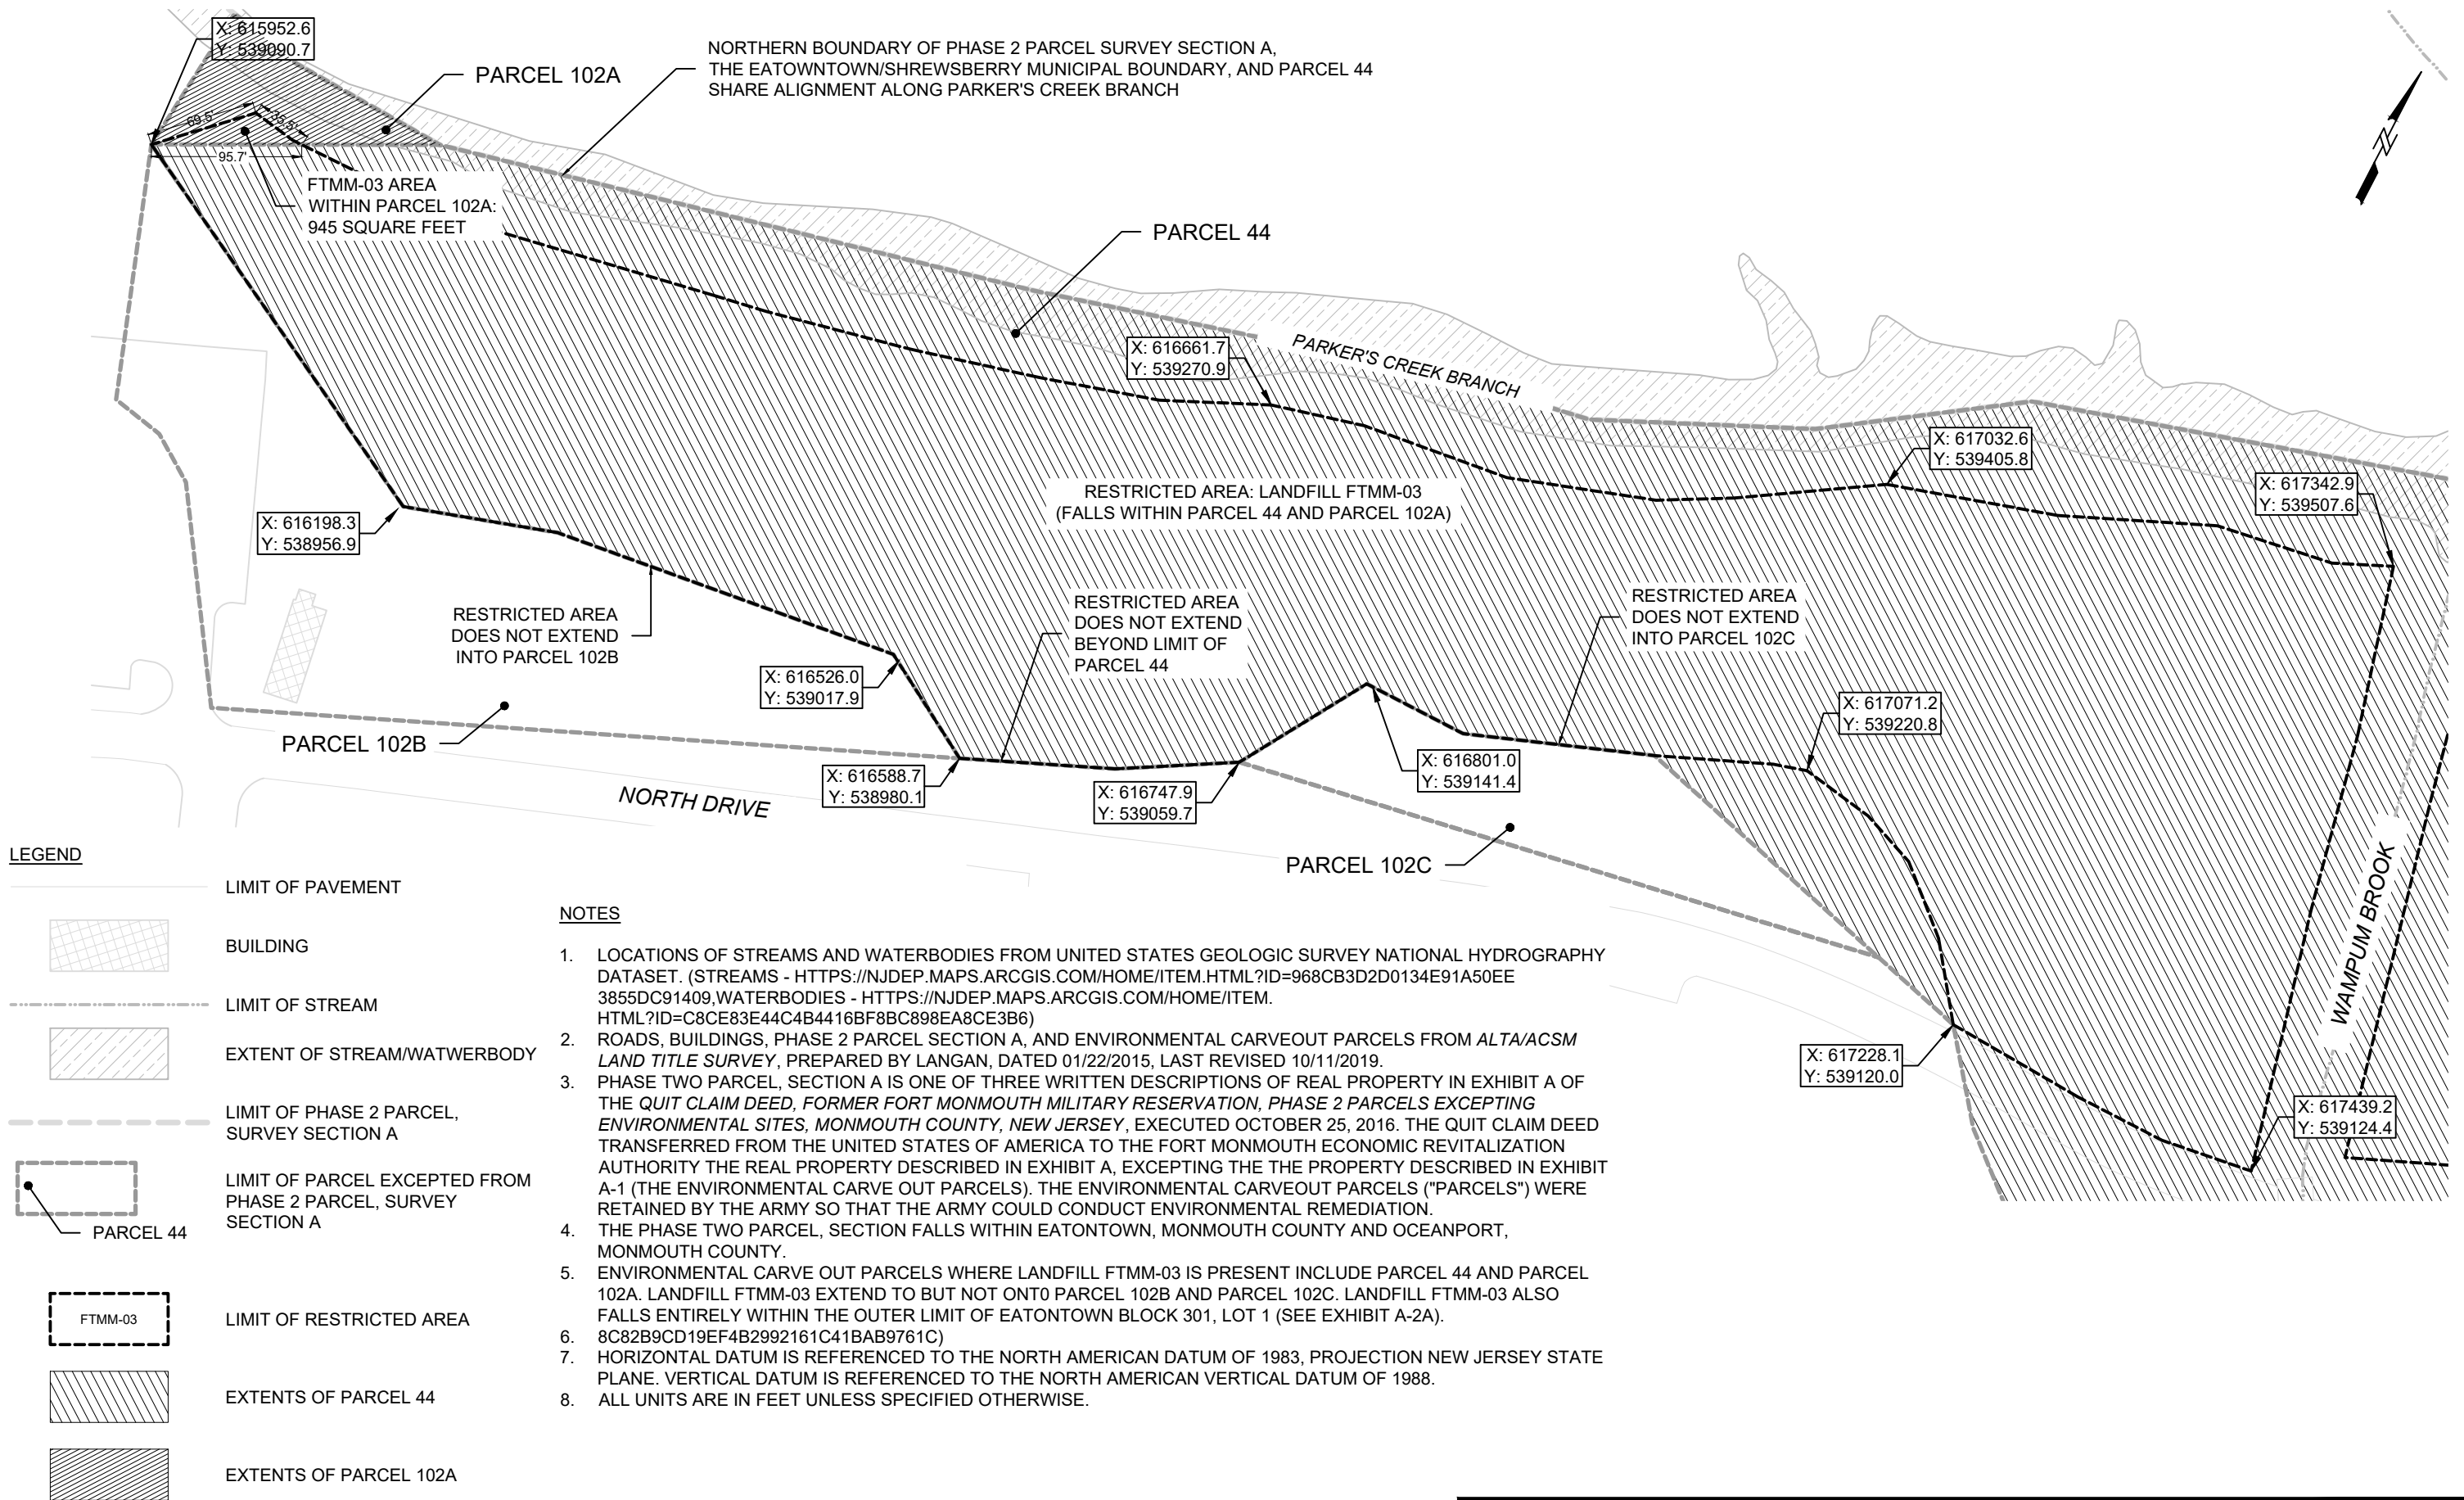 X: 615952.6
Y: 539090.7
PARCEL 102A
NORTHERN BOUNDARY OF PHASE 2 PARCEL SURVEY SECTION A,
THE EATOWNTOWN/SHREWSBERRY MUNICIPAL BOUNDARY, AND PARCEL 44
SHARE ALIGNMENT ALONG PARKER'S CREEK BRANCH
69.5'
35.5'
95.7'
FTMM-03 AREA
WITHIN PARCEL 102A:
945 SQUARE FEET
N
PARCEL 44
X: 616661.7
Y: 539270.9
PARKER'S CREEK BRANCH
X: 617032.6
Y: 539405.8
X: 617342.9
Y: 539507.6
RESTRICTED AREA: LANDFILL FTMM-03
(FALLS WITHIN PARCEL 44 AND PARCEL 102A)
X: 616198.3
Y: 538956.9
RESTRICTED AREA
DOES NOT EXTEND
INTO PARCEL 102B
RESTRICTED AREA
DOES NOT EXTEND
BEYOND LIMIT OF
PARCEL 44
RESTRICTED AREA
DOES NOT EXTEND
INTO PARCEL 102C
X: 616526.0
Y: 539017.9
X: 617071.2
Y: 539220.8
PARCEL 102B
X: 616588.7
Y: 538980.1
X: 616747.9
Y: 539059.7
X: 616801.0
Y: 539141.4
NORTH DRIVE
PARCEL 102C
WAMPUM BROOK
X: 617228.1
Y: 539120.0
X: 617439.2
Y: 539124.4
LEGEND
LIMIT OF PAVEMENT
BUILDING
LIMIT OF STREAM
EXTENT OF STREAM/WATWERBODY
LIMIT OF PHASE 2 PARCEL,
SURVEY SECTION A
LIMIT OF PARCEL EXCEPTED FROM
PHASE 2 PARCEL, SURVEY
SECTION A
PARCEL 44
FTMM-03
LIMIT OF RESTRICTED AREA
EXTENTS OF PARCEL 44
EXTENTS OF PARCEL 102A
NOTES
1. LOCATIONS OF STREAMS AND WATERBODIES FROM UNITED STATES GEOLOGIC SURVEY NATIONAL HYDROGRAPHY
DATASET. (STREAMS - HTTPS://NJDEP.MAPS.ARCGIS.COM/HOME/ITEM.HTML?ID=968CB3D2D0134E91A50EE
3855DC91409,WATERBODIES - HTTPS://NJDEP.MAPS.ARCGIS.COM/HOME/ITEM.
HTML?ID=C8CE83E44C4B4416BF8BC898EA8CE3B6)
2. ROADS, BUILDINGS, PHASE 2 PARCEL SECTION A, AND ENVIRONMENTAL CARVEOUT PARCELS FROM ALTA/ACSM
LAND TITLE SURVEY, PREPARED BY LANGAN, DATED 01/22/2015, LAST REVISED 10/11/2019.
3. PHASE TWO PARCEL, SECTION A IS ONE OF THREE WRITTEN DESCRIPTIONS OF REAL PROPERTY IN EXHIBIT A OF
THE QUIT CLAIM DEED, FORMER FORT MONMOUTH MILITARY RESERVATION, PHASE 2 PARCELS EXCEPTING
ENVIRONMENTAL SITES, MONMOUTH COUNTY, NEW JERSEY, EXECUTED OCTOBER 25, 2016. THE QUIT CLAIM DEED
TRANSFERRED FROM THE UNITED STATES OF AMERICA TO THE FORT MONMOUTH ECONOMIC REVITALIZATION
AUTHORITY THE REAL PROPERTY DESCRIBED IN EXHIBIT A, EXCEPTING THE THE PROPERTY DESCRIBED IN EXHIBIT
A-1 (THE ENVIRONMENTAL CARVE OUT PARCELS). THE ENVIRONMENTAL CARVEOUT PARCELS ("PARCELS") WERE
RETAINED BY THE ARMY SO THAT THE ARMY COULD CONDUCT ENVIRONMENTAL REMEDIATION.
4. THE PHASE TWO PARCEL, SECTION FALLS WITHIN EATONTOWN, MONMOUTH COUNTY AND OCEANPORT,
MONMOUTH COUNTY.
5. ENVIRONMENTAL CARVE OUT PARCELS WHERE LANDFILL FTMM-03 IS PRESENT INCLUDE PARCEL 44 AND PARCEL
102A. LANDFILL FTMM-03 EXTEND TO BUT NOT ONT0 PARCEL 102B AND PARCEL 102C. LANDFILL FTMM-03 ALSO
FALLS ENTIRELY WITHIN THE OUTER LIMIT OF EATONTOWN BLOCK 301, LOT 1 (SEE EXHIBIT A-2A).
6. 8C82B9CD19EF4B2992161C41BAB9761C)
7. HORIZONTAL DATUM IS REFERENCED TO THE NORTH AMERICAN DATUM OF 1983, PROJECTION NEW JERSEY STATE
PLANE. VERTICAL DATUM IS REFERENCED TO THE NORTH AMERICAN VERTICAL DATUM OF 1988.
8. ALL UNITS ARE IN FEET UNLESS SPECIFIED OTHERWISE.